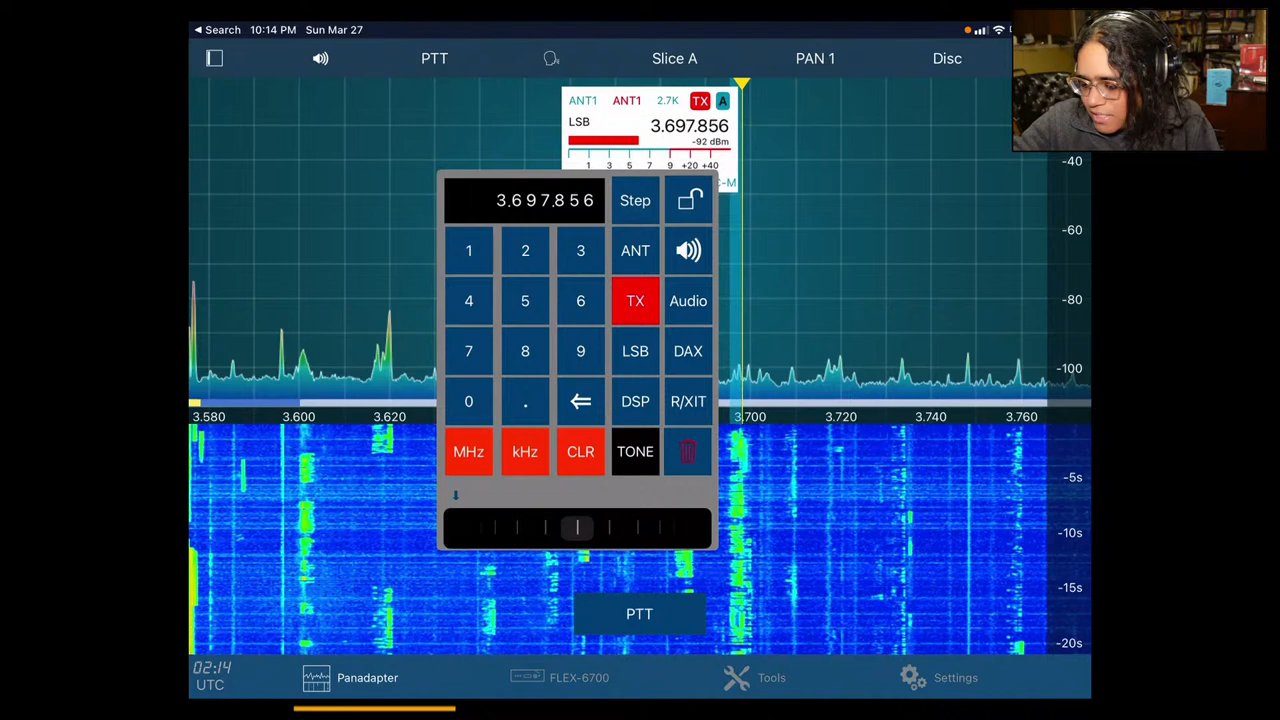 Search 10:14 PM Sun Mar 27
PTT Slice A PAN 1 Disc
ANT1 ANT1 2.7K TX A
LSB 3.697.856
-92 dBm
1 3 5 7 9 +20 +40
C-M
3.697.856 Step
1 2 3 ANT
4 5 6 TX Audio
7 8 9 LSB DAX
0 . DSP R/XIT
MHz kHz CLR TONE
-40
-60
-80
-100
3.580 3.600 3.620 3.700 3.720 3.740 3.760
-5s
-10s
-15s
-20s
PTT
02:14
UTC
Panadapter FLEX-6700 Tools Settings